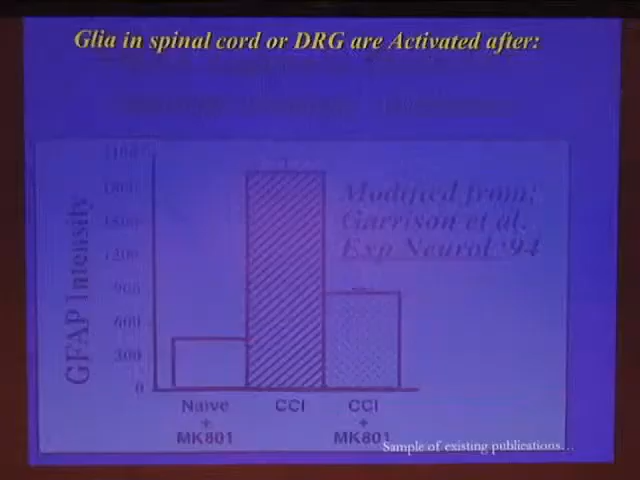 Glia in spinal cord or DRG are Activated after:
Modified from:
Garrison et al.
Exp Neurol '94
GFAP Intensity
1800
1500
1200
900
600
300
0
Naive
+
MK801
CCI
CCI
+
MK801
Sample of existing publications...